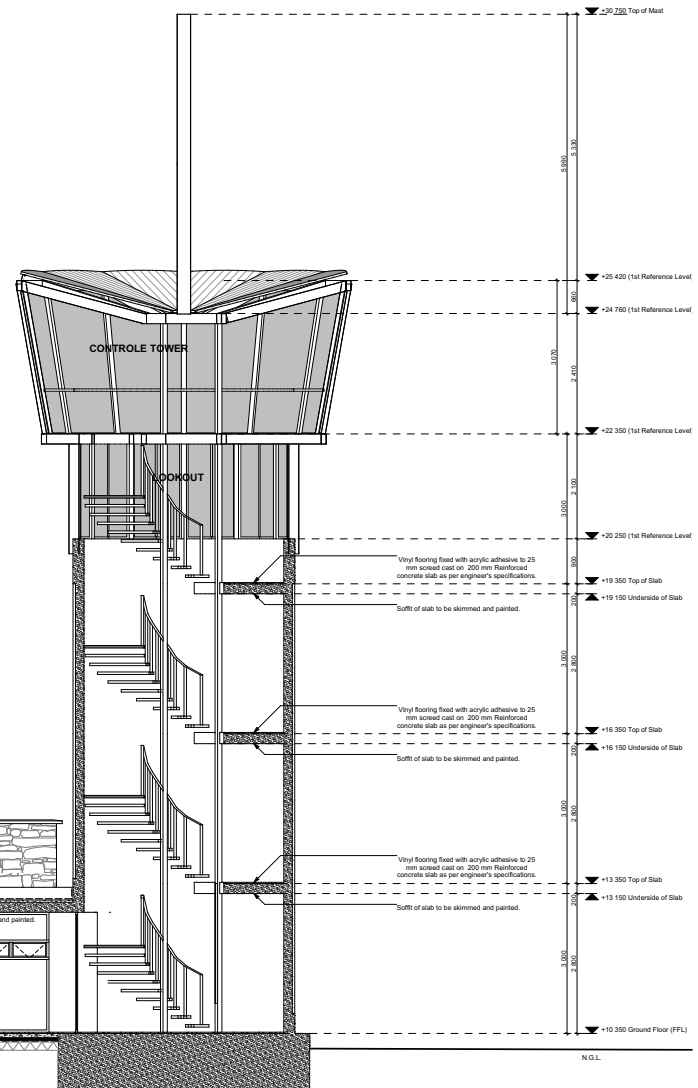 +30 750 Top of Mast
5 990
5 330
+25 420 (1st Reference Level)
660
+24 760 (1st Reference Level)
CONTROLE TOWER
3 070
2 410
+22 350 (1st Reference Level)
LOOKOUT
3 000
2 100
+20 250 (1st Reference Level)
900
Vinyl flooring fixed with acrylic adhesive to 25
mm screed cast on 200 mm Reinforced
concrete slab as per engineer's specifications.
+19 350 Top of Slab
200
+19 150 Underside of Slab
Soffit of slab to be skimmed and painted.
3 000
2 800
Vinyl flooring fixed with acrylic adhesive to 25
mm screed cast on 200 mm Reinforced
concrete slab as per engineer's specifications.
+16 350 Top of Slab
200
+16 150 Underside of Slab
Soffit of slab to be skimmed and painted.
3 000
2 800
Vinyl flooring fixed with acrylic adhesive to 25
mm screed cast on 200 mm Reinforced
concrete slab as per engineer's specifications.
+13 350 Top of Slab
200
+13 150 Underside of Slab
Soffit of slab to be skimmed and painted.
and painted.
3 000
2 800
+10 350 Ground Floor (FFL)
N.G.L.